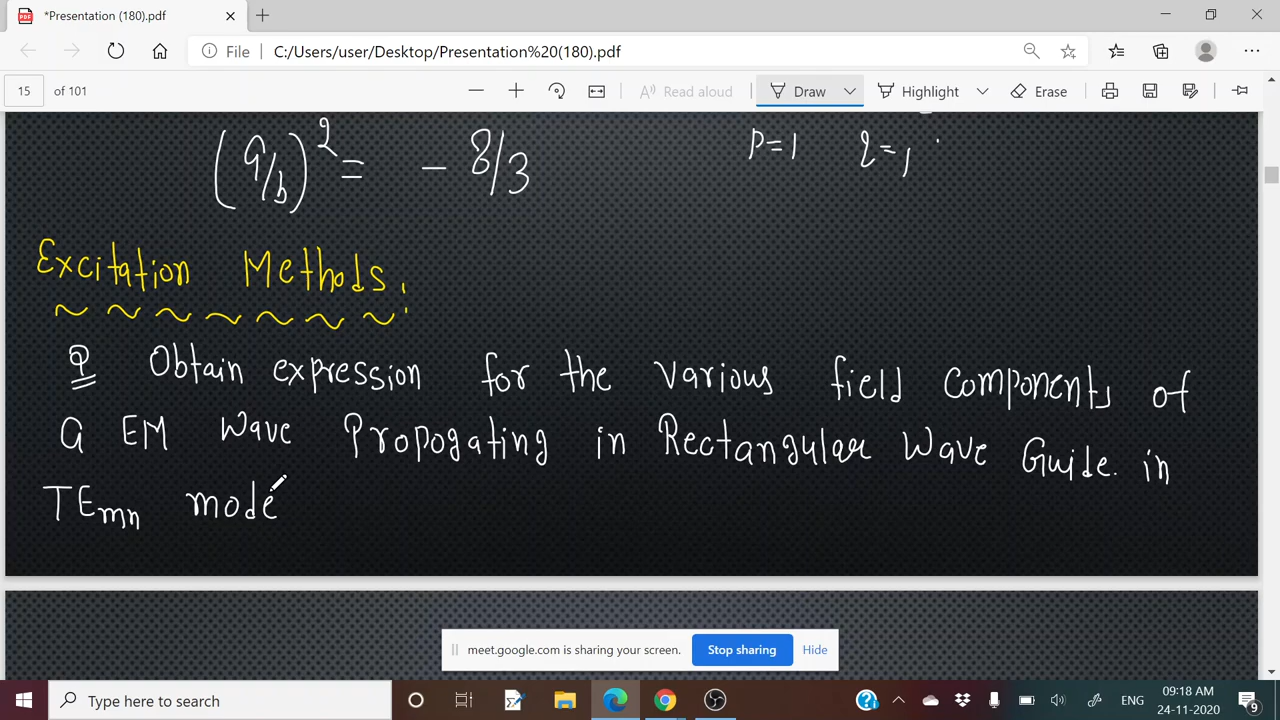 *Presentation (180).pdf
File C:/Users/user/Desktop/Presentation%20(180).pdf
15 of 101 Read aloud Draw Highlight Erase
(a/b)² = - 8/3 p=1 q=1
Excitation Methods:
Q Obtain expression for the various field components of
a EM Wave Propogating in Rectangular Wave Guide. in
TEmn mode
meet.google.com is sharing your screen. Stop sharing Hide
Type here to search ENG 09:18 AM
24-11-2020 9